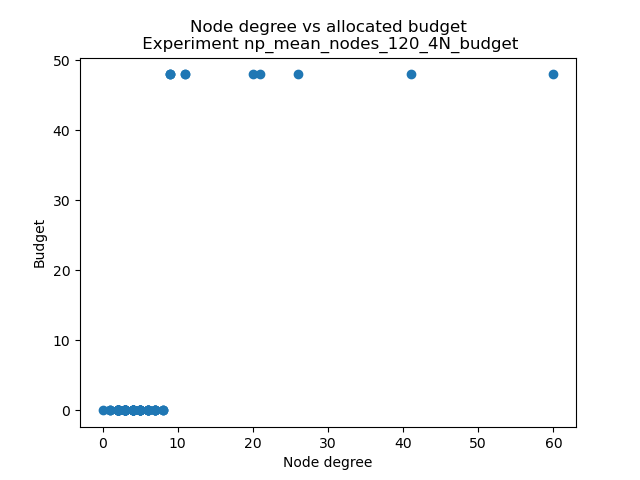 Node degree vs allocated budget
Experiment np_mean_nodes_120_4N_budget
50
40
30
20
10
0
Budget
0 10 20 30 40 50 60
Node degree